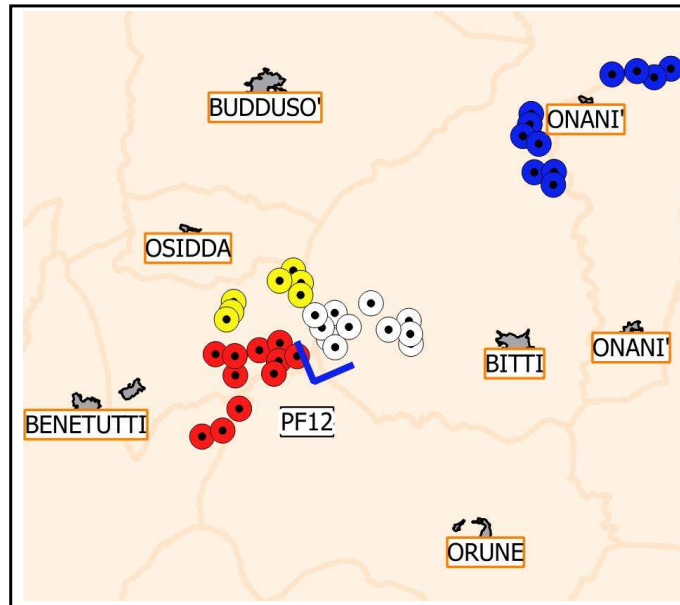 BUDDUSO'
ONANI'
OSIDDA
BITTI
ONANI'
BENETUTTI
PF12
ORUNE